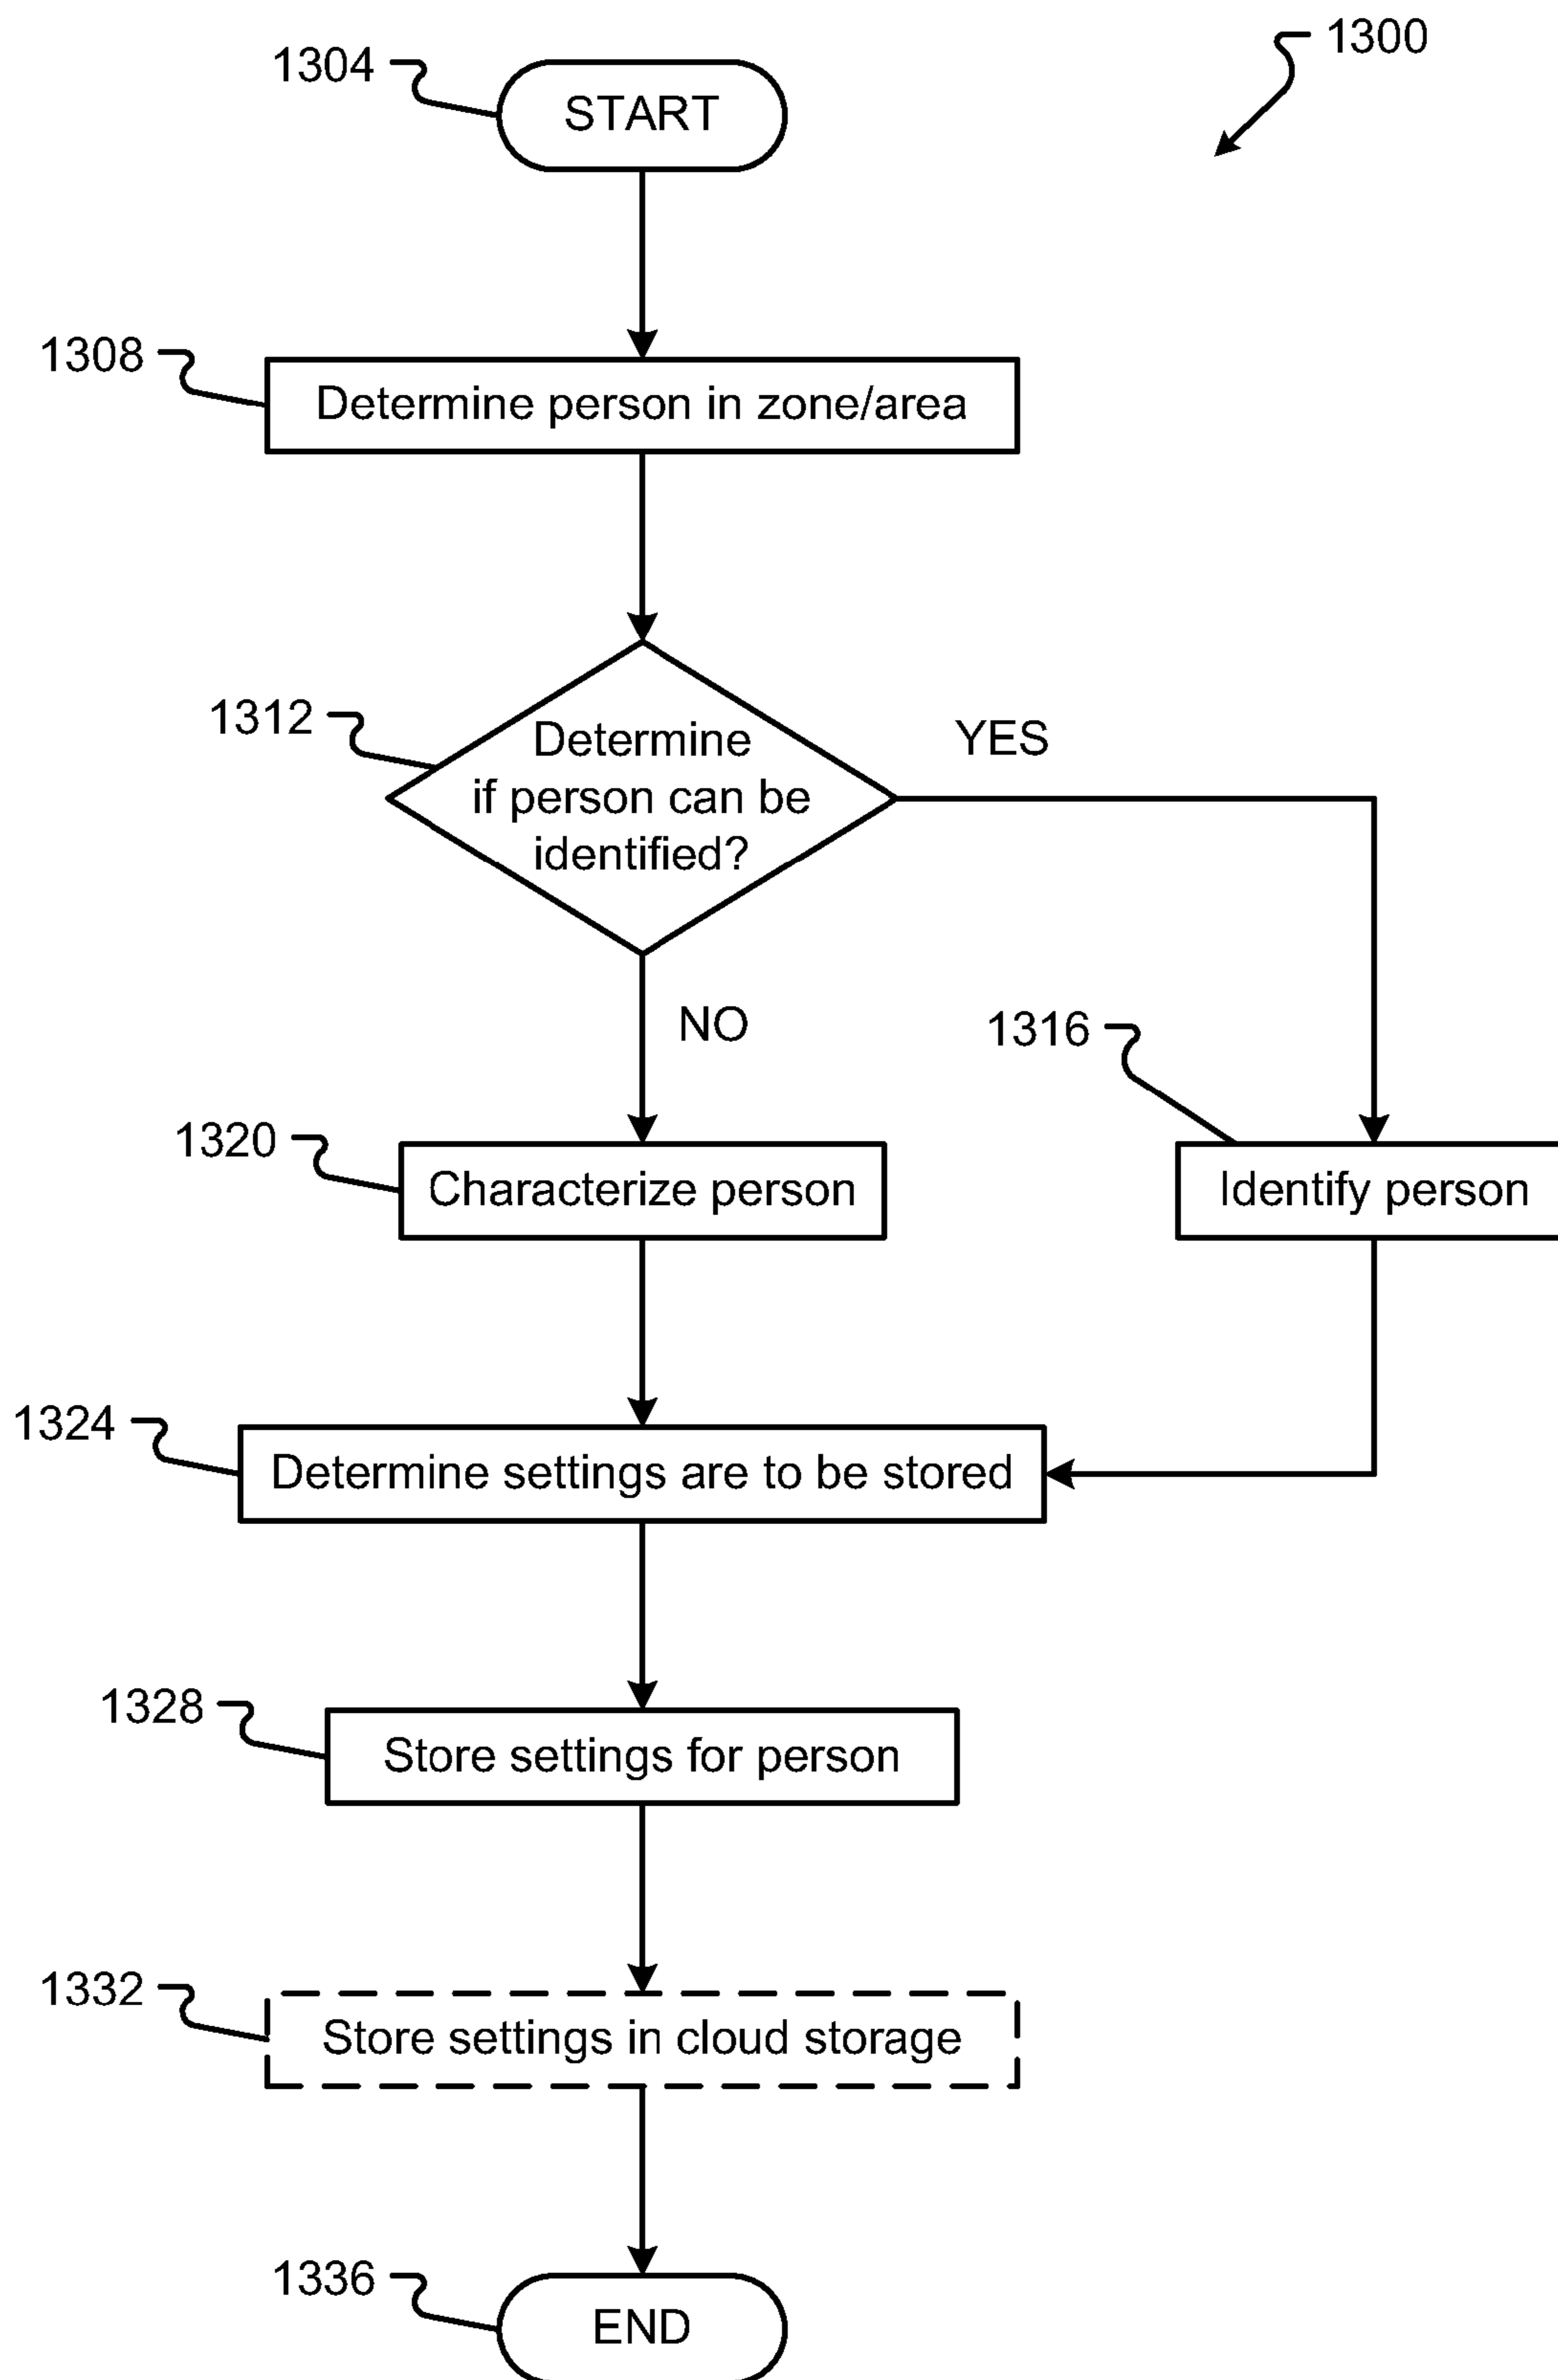 1300
1304
START
1308
Determine person in zone/area
1312
Determine
if person can be
identified?
YES
NO
1316
1320
Characterize person
Identify person
1324
Determine settings are to be stored
1328
Store settings for person
1332
Store settings in cloud storage
1336
END